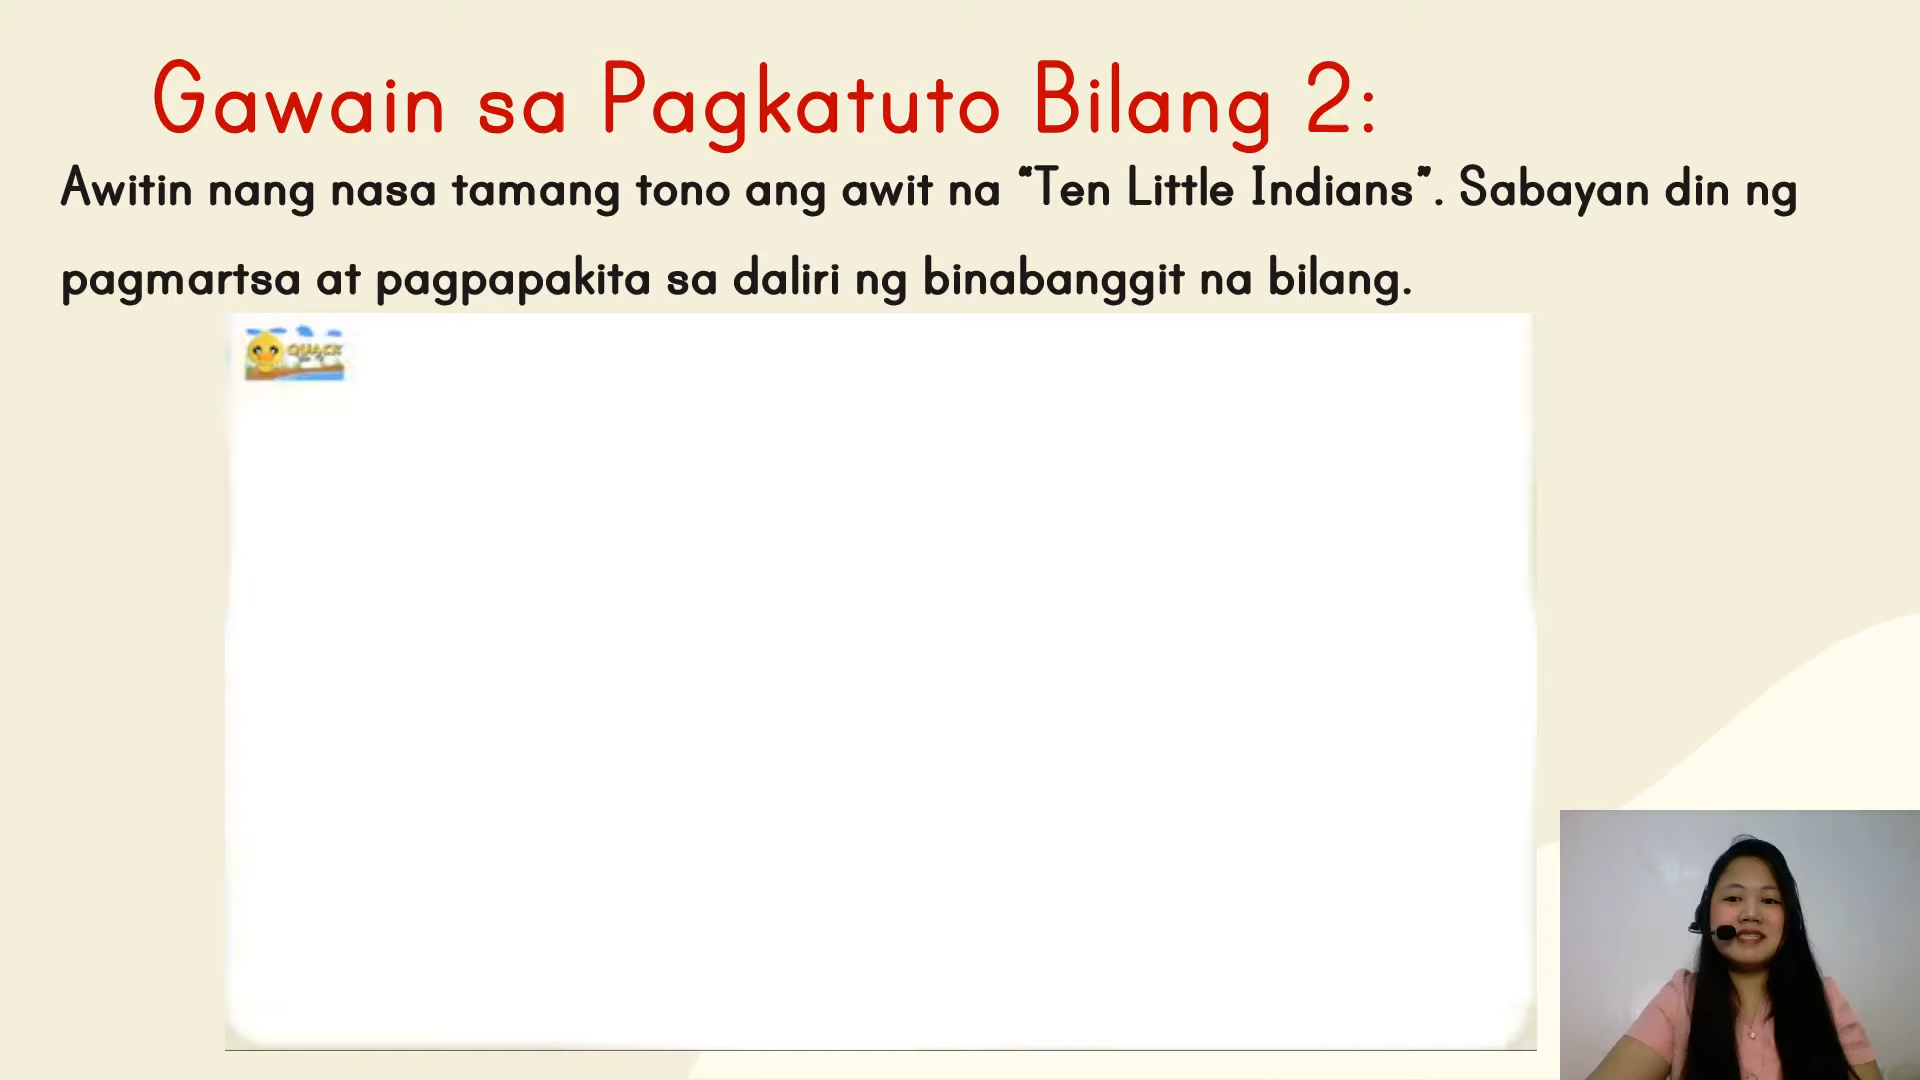 Gawain sa Pagkatuto Bilang 2:
Awitin nang nasa tamang tono ang awit na “Ten Little Indians”. Sabayan din ng
pagmartsa at pagpapakita sa daliri ng binabanggit na bilang.
QUACK